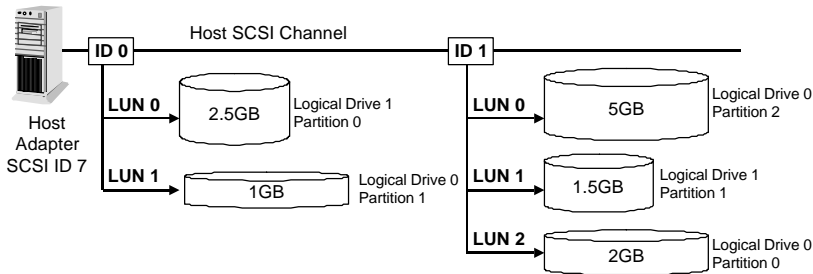 Host SCSI Channel
ID 0
ID 1
Host
Adapter
SCSI ID 7
LUN 0
2.5GB
Logical Drive 1
Partition 0
LUN 1
1GB
Logical Drive 0
Partition 1
LUN 0
5GB
Logical Drive 0
Partition 2
LUN 1
1.5GB
Logical Drive 1
Partition 1
LUN 2
2GB
Logical Drive 0
Partition 0